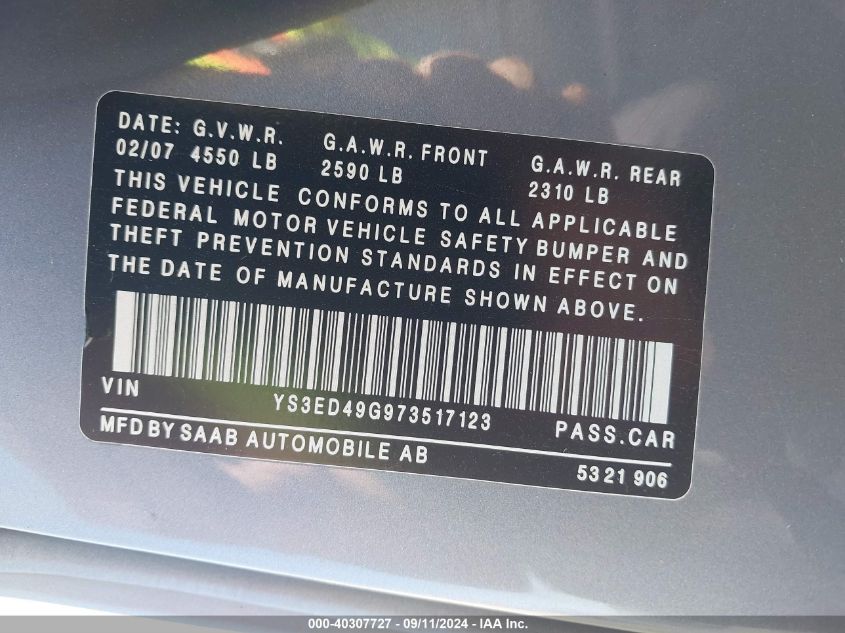 DATE: G.V.W.R. G.A.W.R. FRONT G.A.W.R. REAR
02/07 4550 LB 2590 LB 2310 LB
THIS VEHICLE CONFORMS TO ALL APPLICABLE
FEDERAL MOTOR VEHICLE SAFETY BUMPER AND
THEFT PREVENTION STANDARDS IN EFFECT ON
THE DATE OF MANUFACTURE SHOWN ABOVE.
VIN YS3ED49G973517123 PASS.CAR
MFD BY SAAB AUTOMOBILE AB
53 21 906
000-40307727 - 09/11/2024 - IAA Inc.